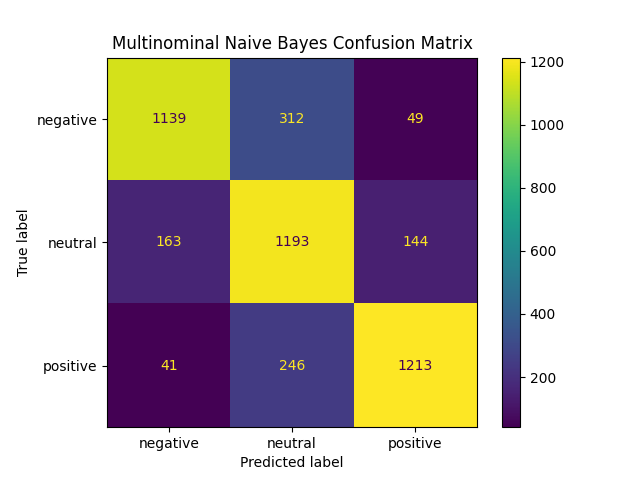 Multinominal Naive Bayes Confusion Matrix
True label
negative 1139 312 49
neutral 163 1193 144
positive 41 246 1213
negative neutral positive
Predicted label
1200
1000
800
600
400
200